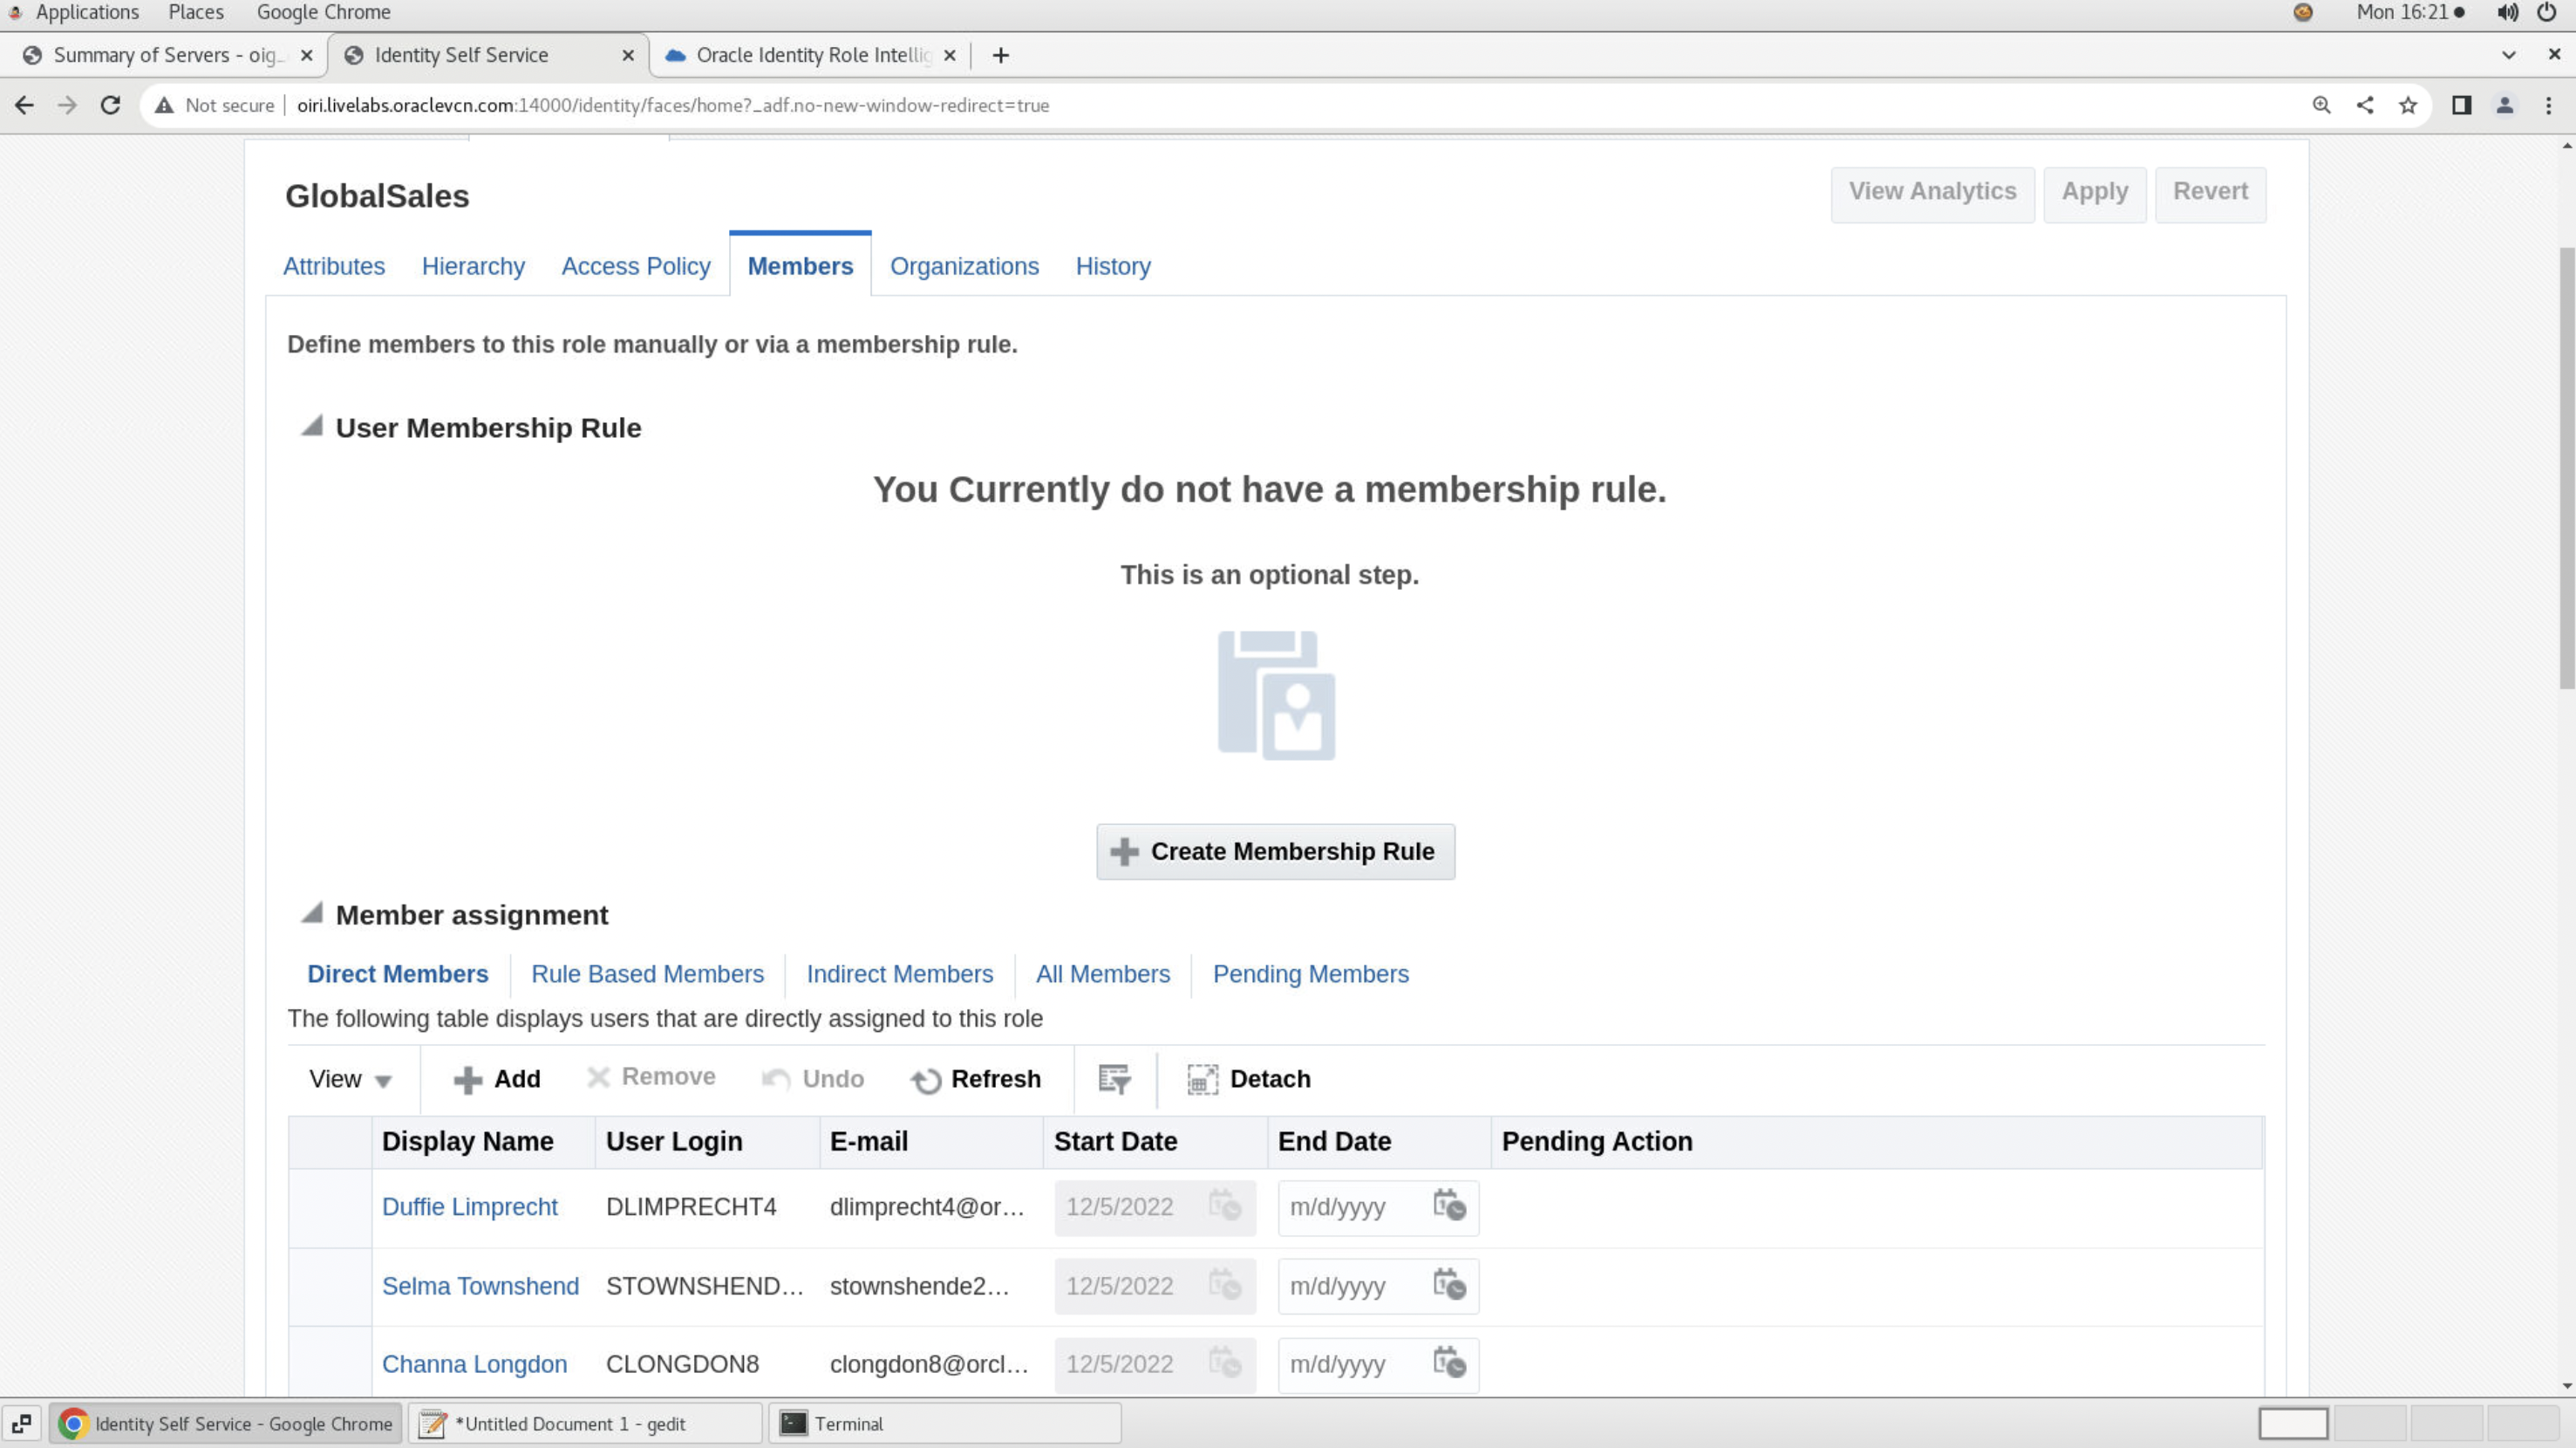 Applications Places Google Chrome Mon 16:21
Summary of Servers - oig_ Identity Self Service Oracle Identity Role Intellig
Not secure oiri.livelabs.oraclevcn.com:14000/identity/faces/home?_adf.no-new-window-redirect=true
GlobalSales View Analytics Apply Revert
Attributes Hierarchy Access Policy Members Organizations History
Define members to this role manually or via a membership rule.
User Membership Rule
You Currently do not have a membership rule.
This is an optional step.
Create Membership Rule
Member assignment
Direct Members Rule Based Members Indirect Members All Members Pending Members
The following table displays users that are directly assigned to this role
View Add Remove Undo Refresh Detach
Display Name User Login E-mail Start Date End Date Pending Action
Duffie Limprecht DLIMPRECHT4 dlimprecht4@or... 12/5/2022 m/d/yyyy
Selma Townshend STOWNSHEND... stownshende2... 12/5/2022 m/d/yyyy
Channa Longdon CLONGDON8 clongdon8@orcl... 12/5/2022 m/d/yyyy
Identity Self Service - Google Chrome *Untitled Document 1 - gedit Terminal